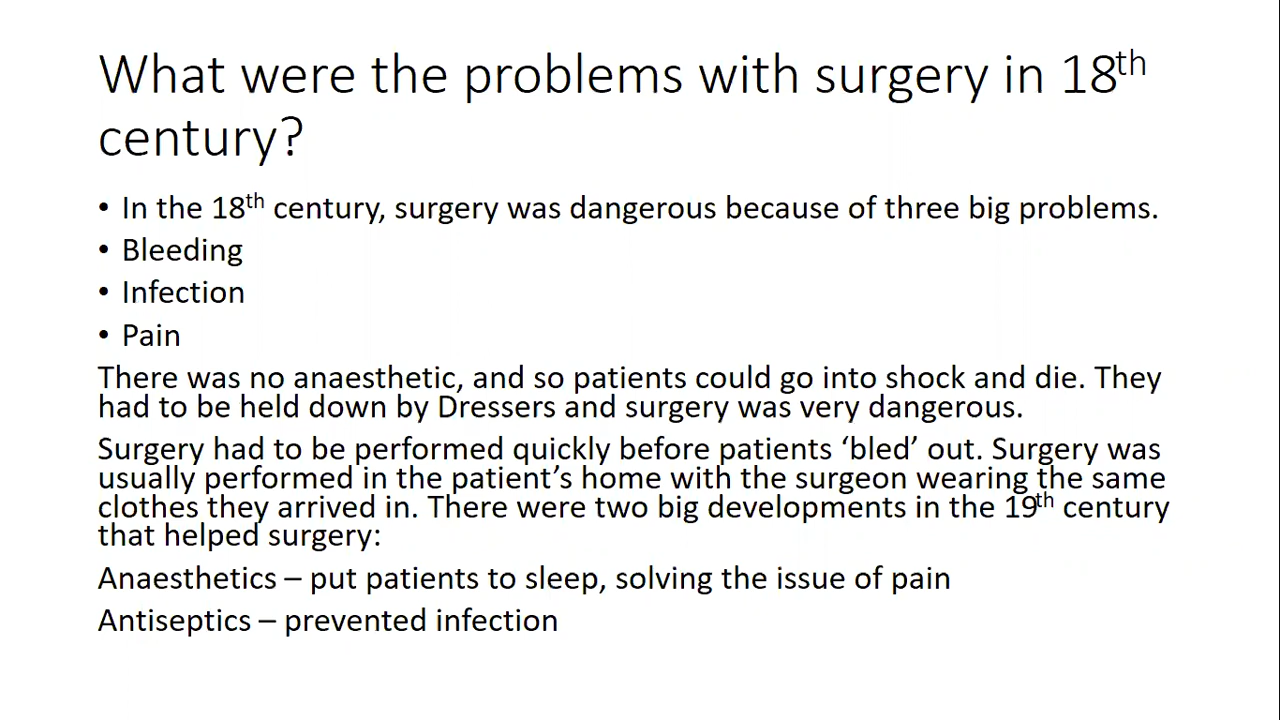 What were the problems with surgery in 18th
century?
• In the 18th century, surgery was dangerous because of three big problems.
• Bleeding
• Infection
• Pain
There was no anaesthetic, and so patients could go into shock and die. They
had to be held down by Dressers and surgery was very dangerous.
Surgery had to be performed quickly before patients ‘bled’ out. Surgery was
usually performed in the patient’s home with the surgeon wearing the same
clothes they arrived in. There were two big developments in the 19th century
that helped surgery:
Anaesthetics – put patients to sleep, solving the issue of pain
Antiseptics – prevented infection